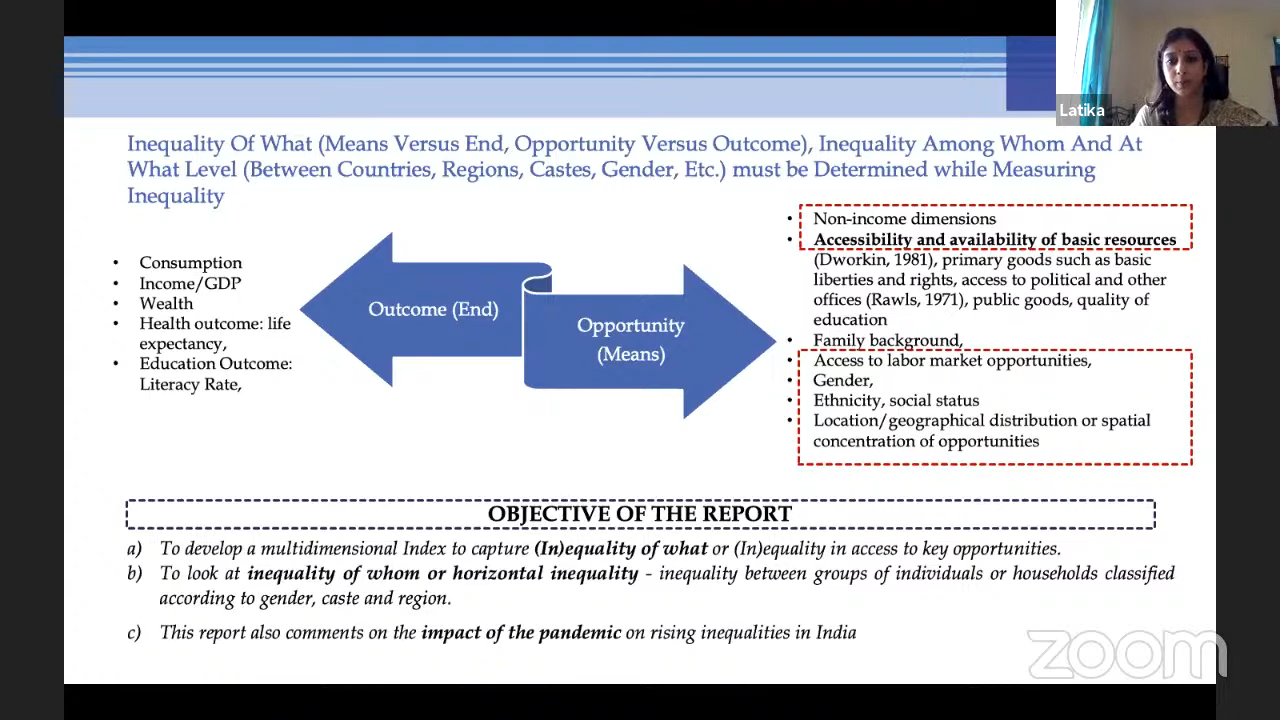 Latika
Inequality Of What (Means Versus End, Opportunity Versus Outcome), Inequality Among Whom And At
What Level (Between Countries, Regions, Castes, Gender, Etc.) must be Determined while Measuring
Inequality
• Consumption
• Income/GDP
• Wealth
• Health outcome: life
expectancy,
• Education Outcome:
Literacy Rate,
Outcome (End)
Opportunity
(Means)
• Non-income dimensions
• Accessibility and availability of basic resources
(Dworkin, 1981), primary goods such as basic
liberties and rights, access to political and other
offices (Rawls, 1971), public goods, quality of
education
• Family background,
• Access to labor market opportunities,
• Gender,
• Ethnicity, social status
• Location/geographical distribution or spatial
concentration of opportunities
OBJECTIVE OF THE REPORT
a) To develop a multidimensional Index to capture (In)equality of what or (In)equality in access to key opportunities.
b) To look at inequality of whom or horizontal inequality - inequality between groups of individuals or households classified
according to gender, caste and region.
c) This report also comments on the impact of the pandemic on rising inequalities in India
zoom